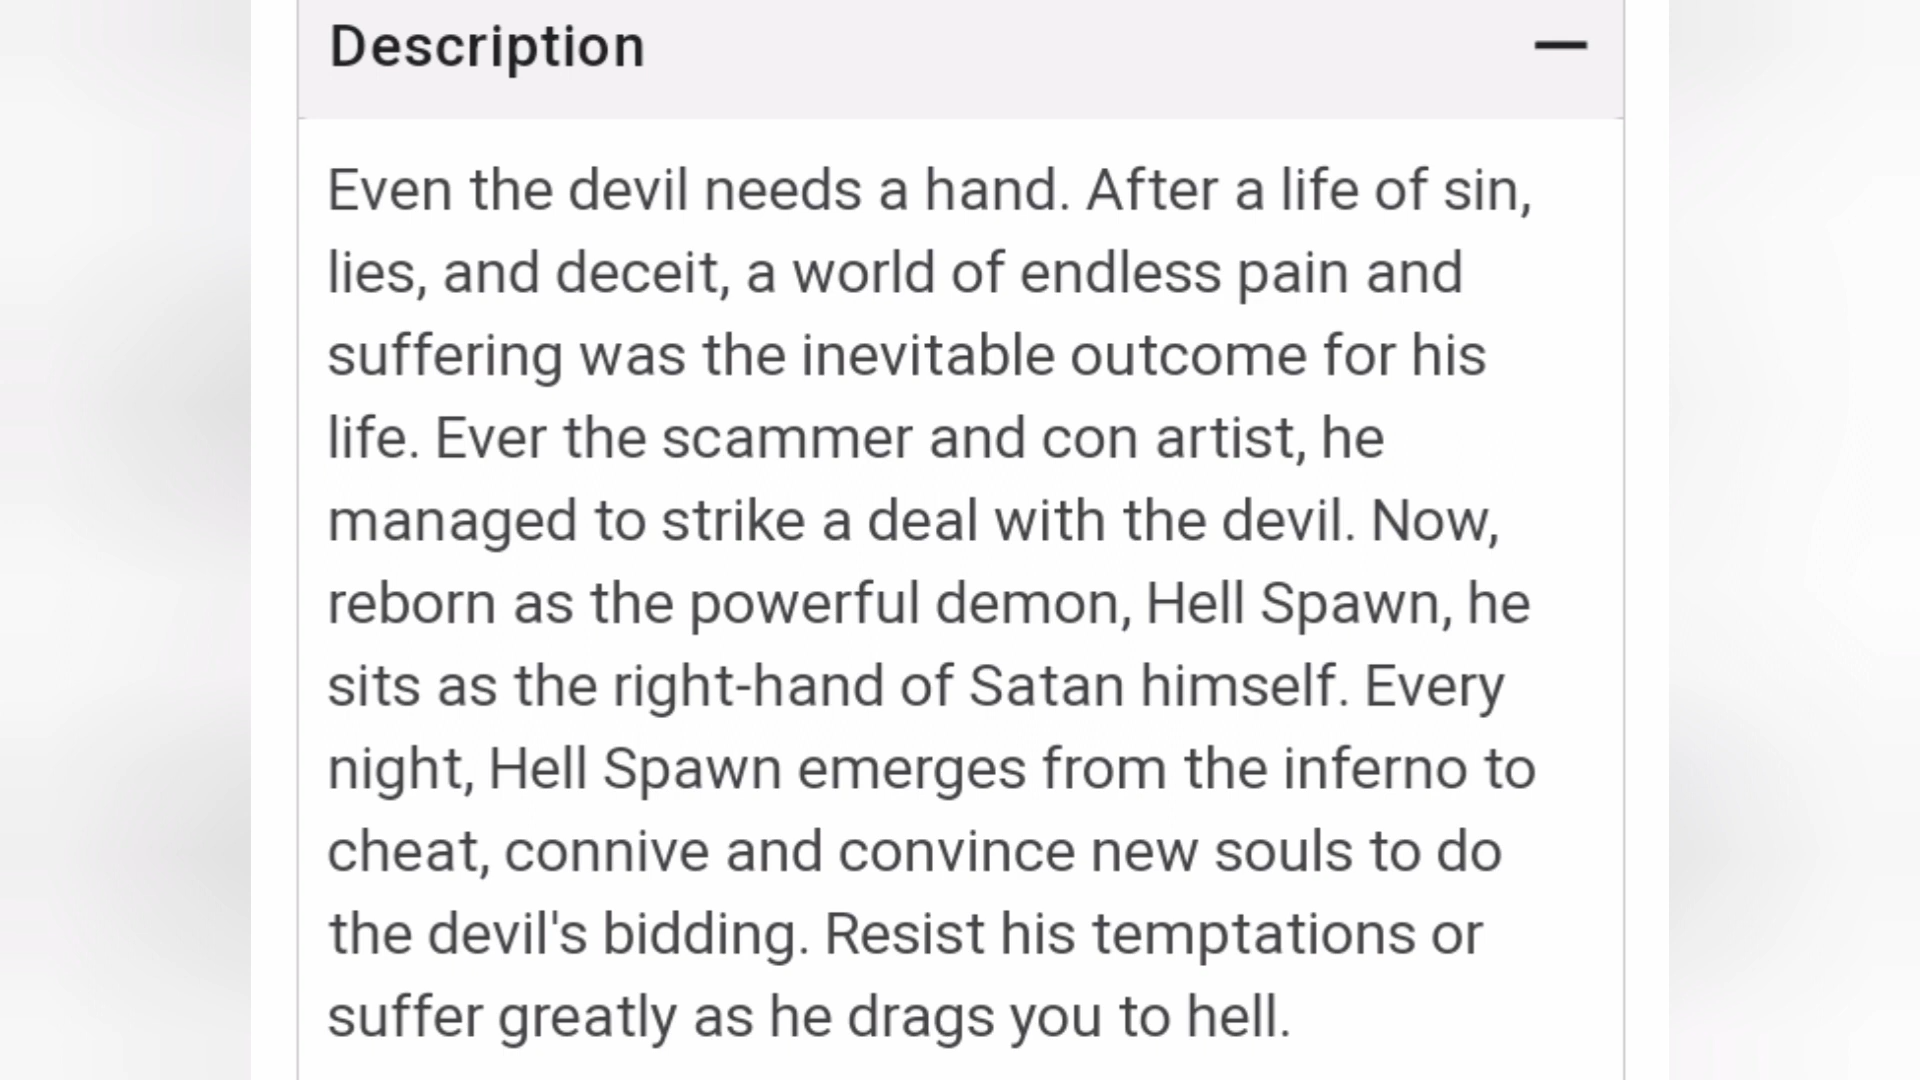 Description
Even the devil needs a hand. After a life of sin,
lies, and deceit, a world of endless pain and
suffering was the inevitable outcome for his
life. Ever the scammer and con artist, he
managed to strike a deal with the devil. Now,
reborn as the powerful demon, Hell Spawn, he
sits as the right-hand of Satan himself. Every
night, Hell Spawn emerges from the inferno to
cheat, connive and convince new souls to do
the devil's bidding. Resist his temptations or
suffer greatly as he drags you to hell.